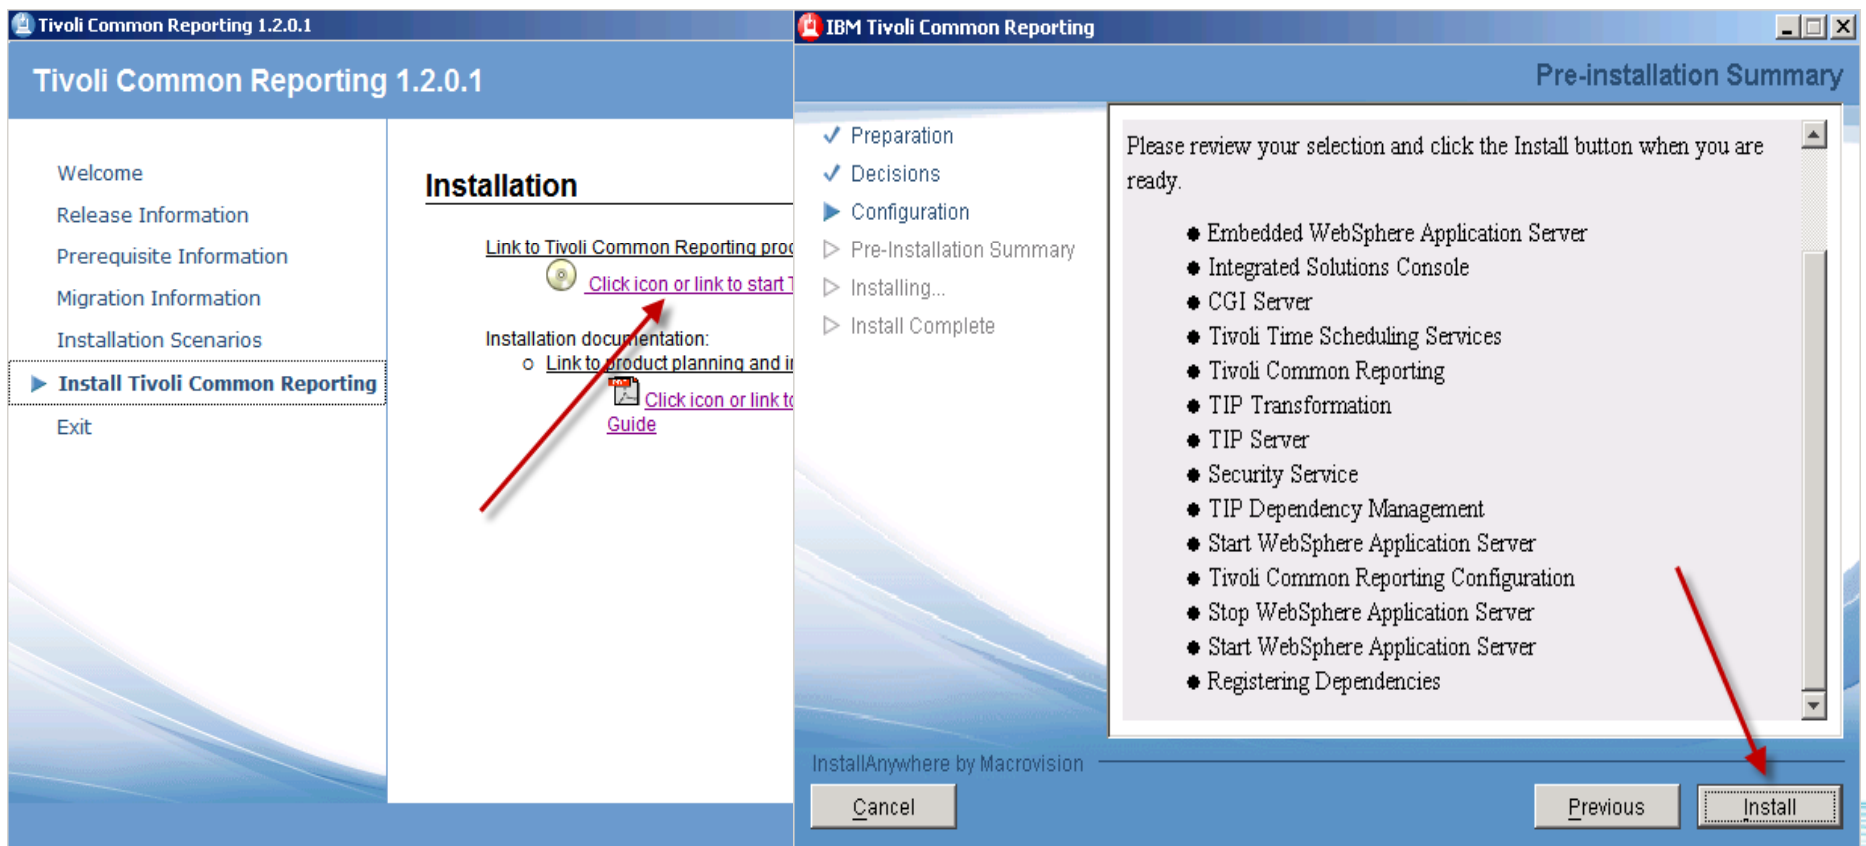 Tivoli Common Reporting 1.2.0.1
Tivoli Common Reporting 1.2.0.1
Welcome
Release Information
Prerequisite Information
Migration Information
Installation Scenarios
Install Tivoli Common Reporting
Exit
Installation
Link to Tivoli Common Reporting
Click icon or link to start
Installation documentation:
o Link to product planning and
Click icon or link
Guide
IBM Tivoli Common Reporting
Pre-installation Summary
Preparation
Decisions
Configuration
Pre-Installation Summary
Installing...
Install Complete
Please review your selection and click the Install button when you are
ready.
Embedded WebSphere Application Server
Integrated Solutions Console
CGI Server
Tivoli Time Scheduling Services
Tivoli Common Reporting
TIP Transformation
TIP Server
Security Service
TIP Dependency Management
Start WebSphere Application Server
Tivoli Common Reporting Configuration
Stop WebSphere Application Server
Start WebSphere Application Server
Registering Dependencies
InstallAnywhere by Macrovision
Cancel
Previous
Install